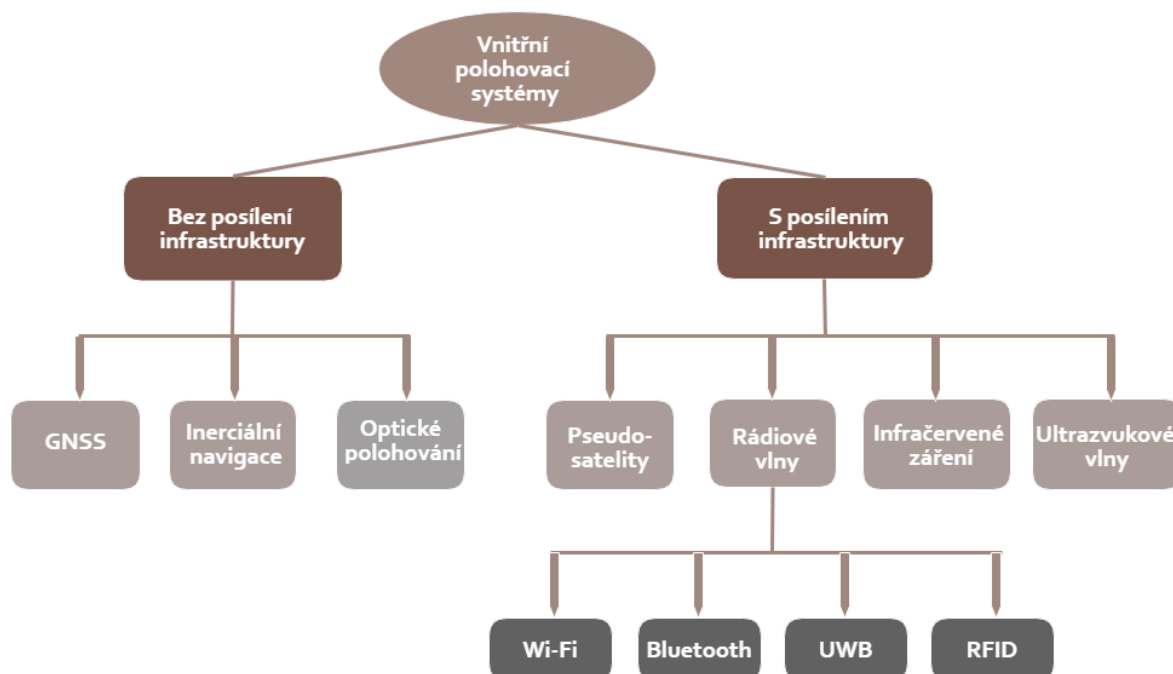 Vnitřní
polohovací
systémy
Bez posílení
infrastruktury
S posílením
infrastruktury
GNSS
Inerciální
navigace
Optické
polohování
Pseudo-
satelity
Rádiové
vlny
Infračervené
záření
Ultrazvukové
vlny
Wi-Fi
Bluetooth
UWB
RFID